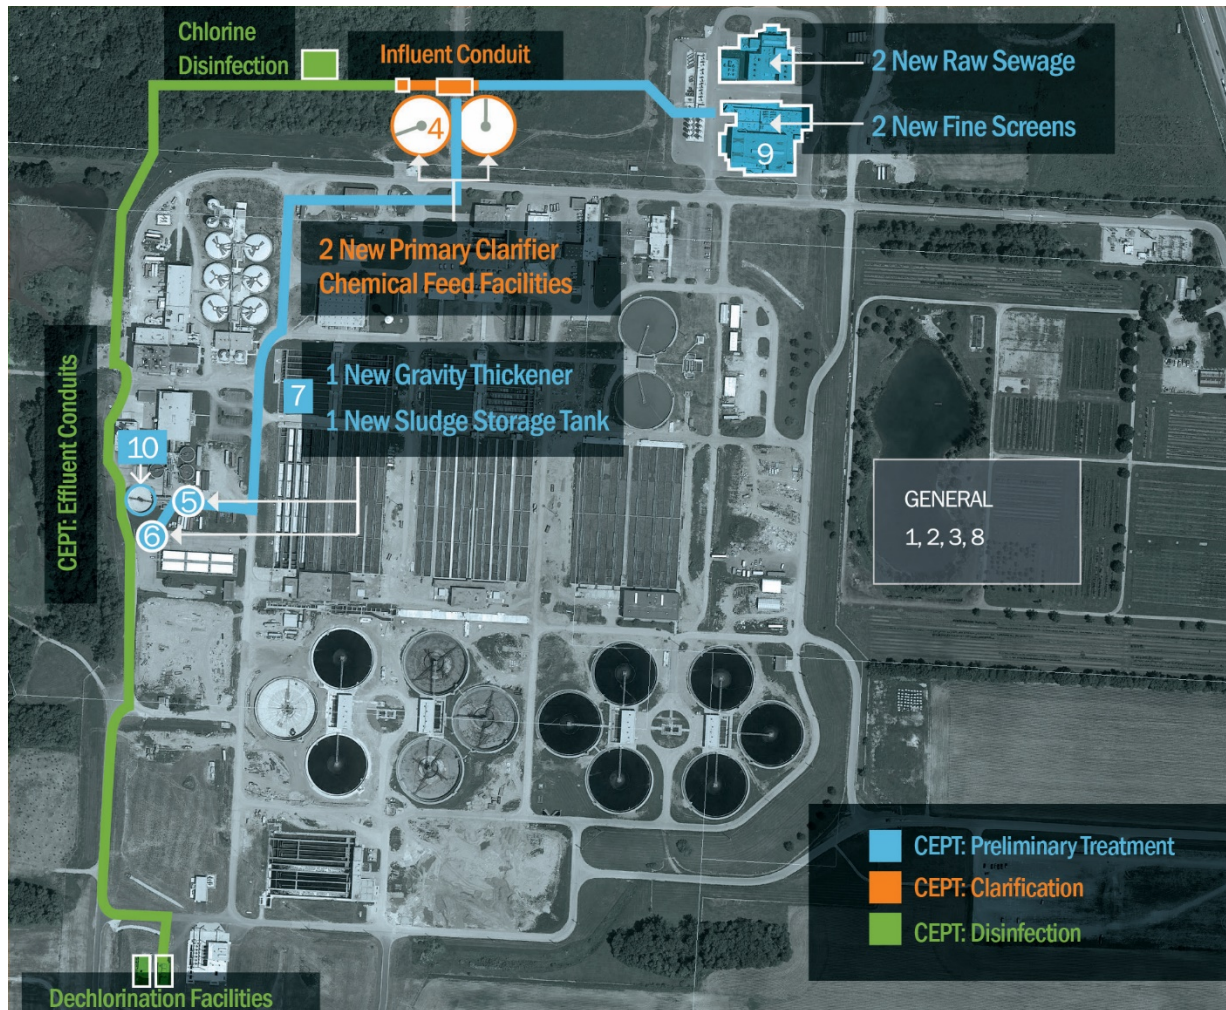 Chlorine
Disinfection
Influent Conduit
2 New Raw Sewage
2 New Fine Screens
4
9
2 New Primary Clarifier
Chemical Feed Facilities
7
1 New Gravity Thickener
1 New Sludge Storage Tank
CEPT: Effluent Conduits
10
5
6
GENERAL
1, 2, 3, 8
CEPT: Preliminary Treatment
CEPT: Clarification
CEPT: Disinfection
Dechlorination Facilities